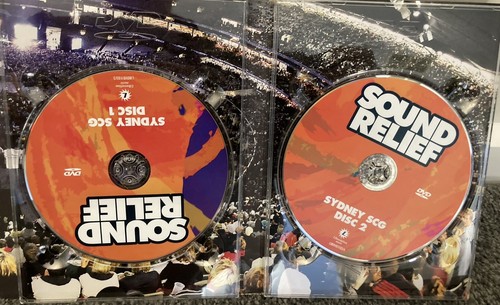 SOUND
RELIEF
SYDNEY SCG
DISC 1
DVD
SOUND
RELIEF
SYDNEY SCG
DISC 2
DVD